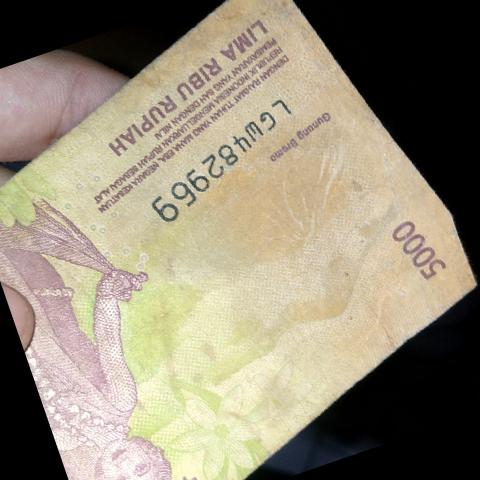 5000
Gunung Bromo
LGW482969
DENGAN RAHMAT TUHAN YANG MAHA ESA, NEGARA KESATUAN
REPUBLIK INDONESIA MENGELUARKAN RUPIAH SEBAGAI ALAT
PEMBAYARAN YANG SAH DENGAN NILAI
LIMA RIBU RUPIAH